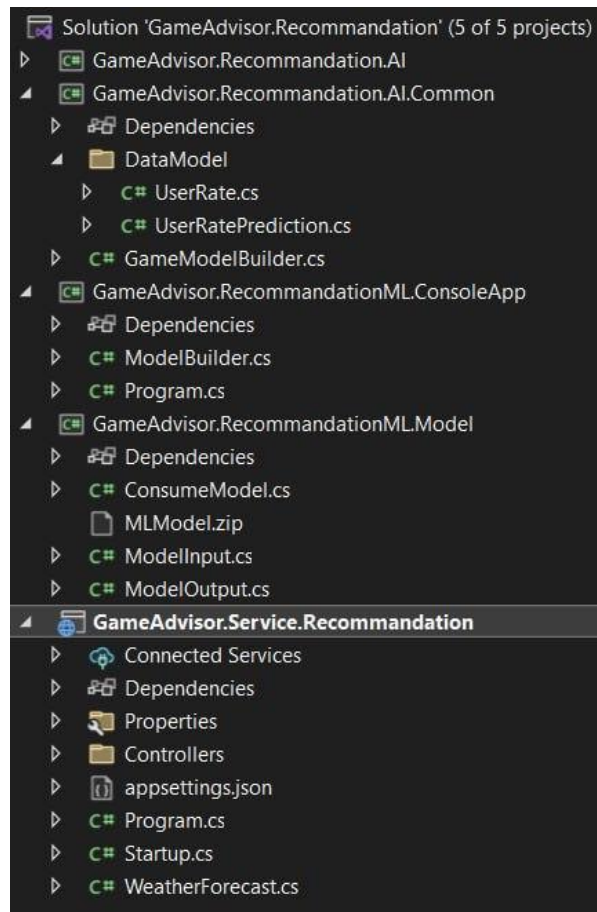 Solution 'GameAdvisor.Recommandation' (5 of 5 projects)
C# GameAdvisor.Recommandation.AI
C# GameAdvisor.Recommandation.AI.Common
Dependencies
DataModel
C# UserRate.cs
C# UserRatePrediction.cs
C# GameModelBuilder.cs
C# GameAdvisor.RecommandationML.ConsoleApp
Dependencies
C# ModelBuilder.cs
C# Program.cs
C# GameAdvisor.RecommandationML.Model
Dependencies
C# ConsumeModel.cs
MLModel.zip
C# ModelInput.cs
C# ModelOutput.cs
GameAdvisor.Service.Recommandation
Connected Services
Dependencies
Properties
Controllers
appsettings.json
C# Program.cs
C# Startup.cs
C# WeatherForecast.cs